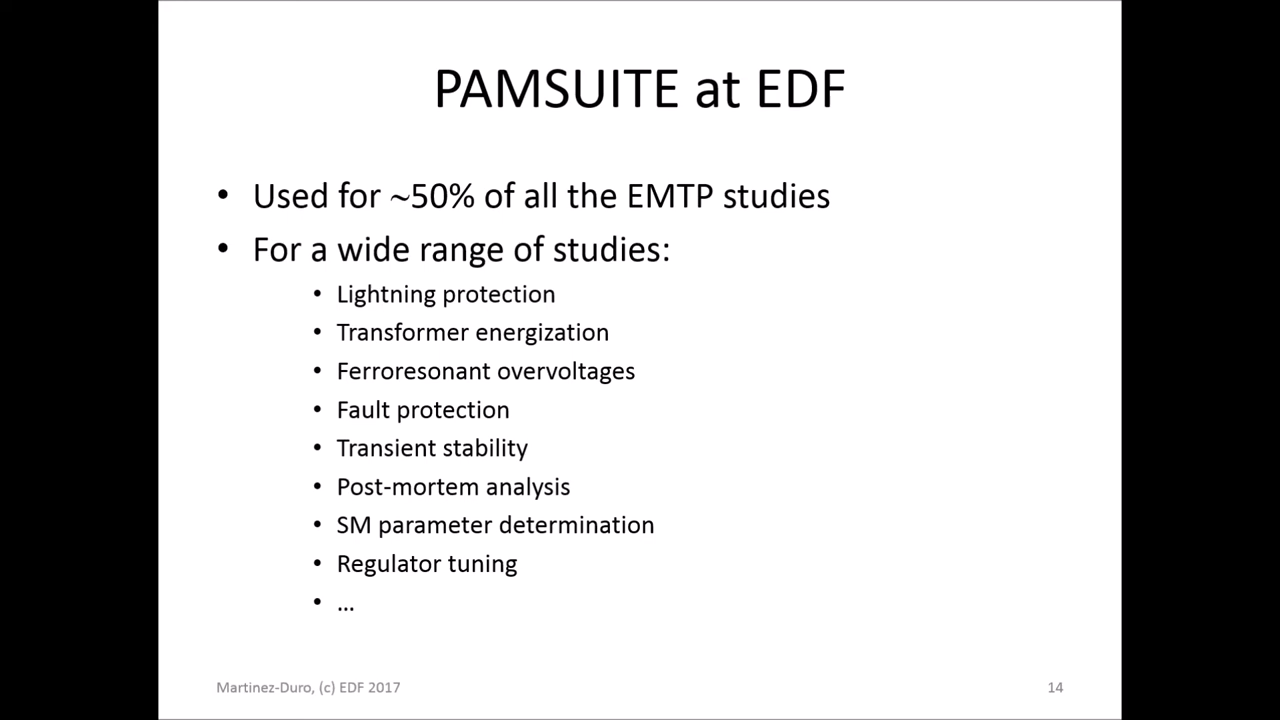 PAMSUITE at EDF
• Used for ~50% of all the EMTP studies
• For a wide range of studies:
• Lightning protection
• Transformer energization
• Ferroresonant overvoltages
• Fault protection
• Transient stability
• Post-mortem analysis
• SM parameter determination
• Regulator tuning
• ...
Martinez-Duro, (c) EDF 2017
14